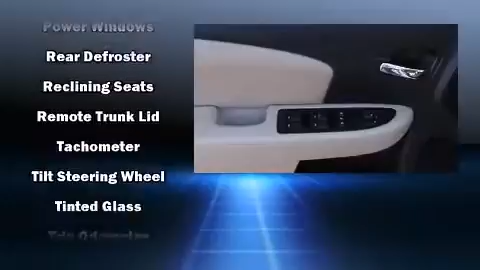 Power Windows
Rear Defroster
Reclining Seats
Remote Trunk Lid
Tachometer
Tilt Steering Wheel
Tinted Glass